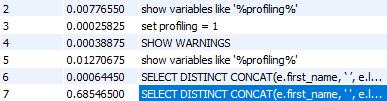 2 0.00776550 show variables like '%profiling%'
3 0.00025825 set profiling = 1
4 0.00038875 SHOW WARNINGS
5 0.01270675 show variables like '%profiling%'
6 0.00064450 SELECT DISTINCT CONCAT(e.first_name, ' ', e.l...
7 0.68546500 SELECT DISTINCT CONCAT(e.first_name, ' ', e.l...